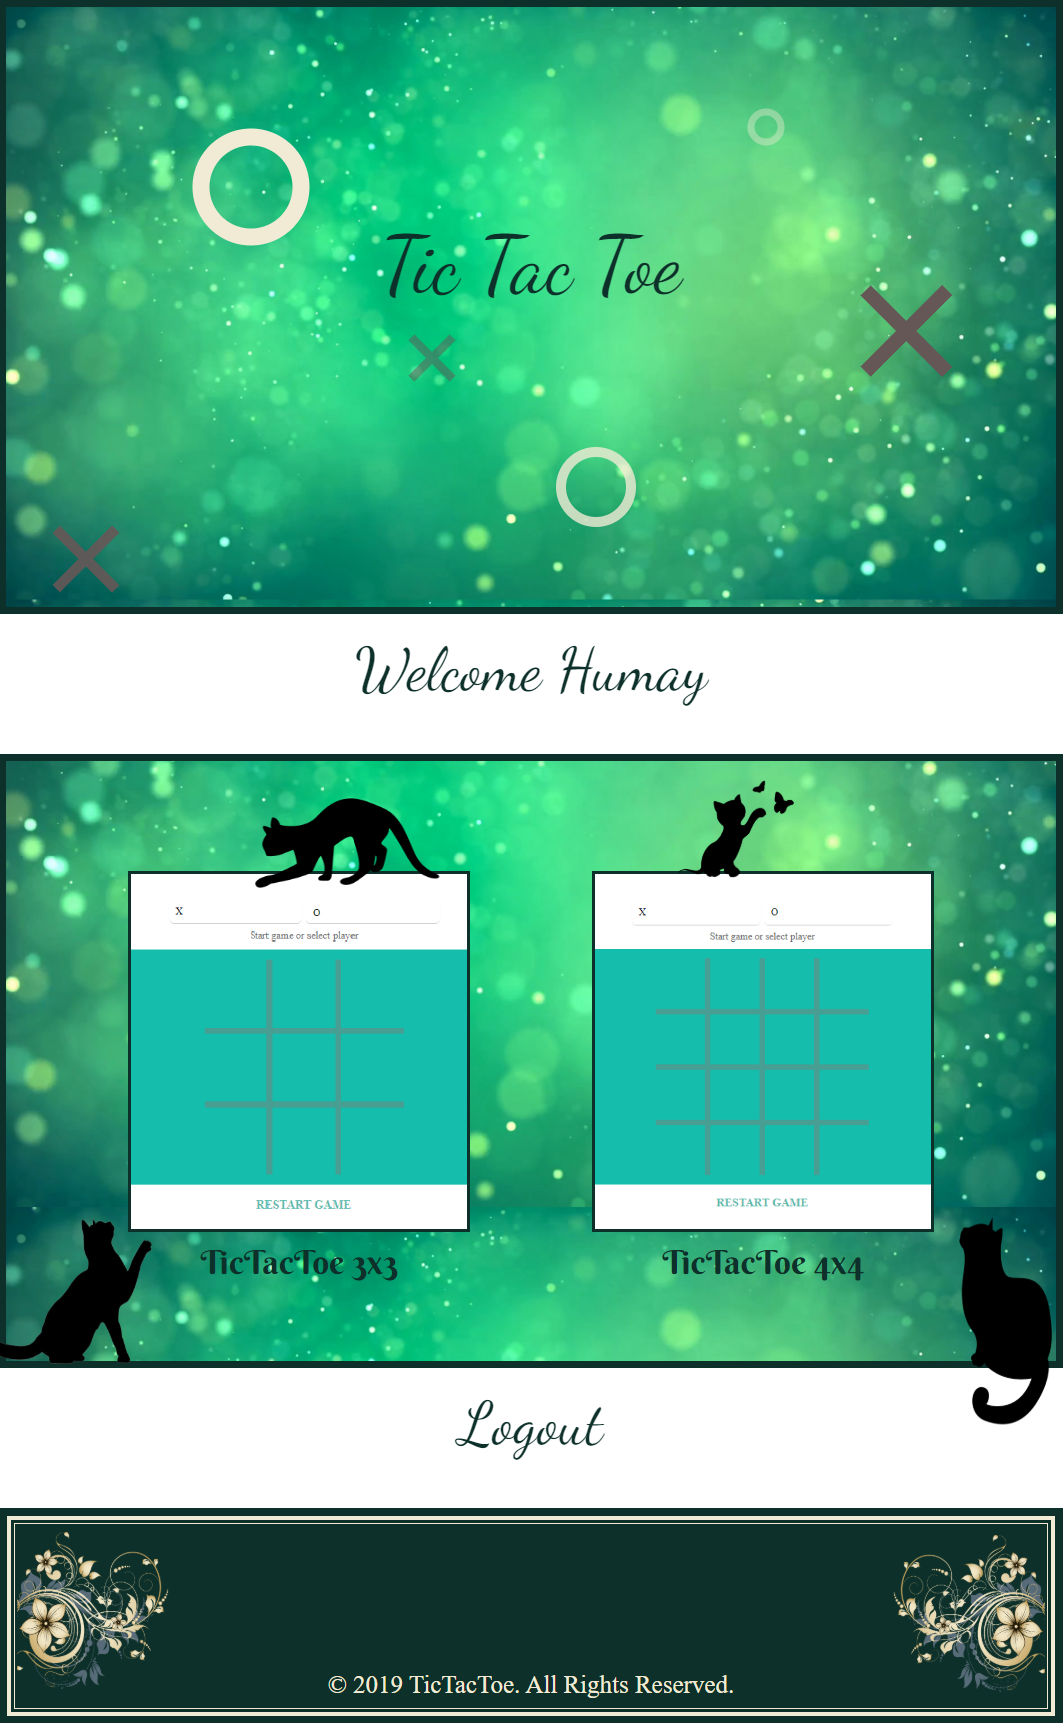 Tic Tac Toe
Welcome Humay
X O
Start game or select player
RESTART GAME
TicTacToe 3x3
X O
Start game or select player
RESTART GAME
TicTacToe 4x4
Logout
© 2019 TicTacToe. All Rights Reserved.